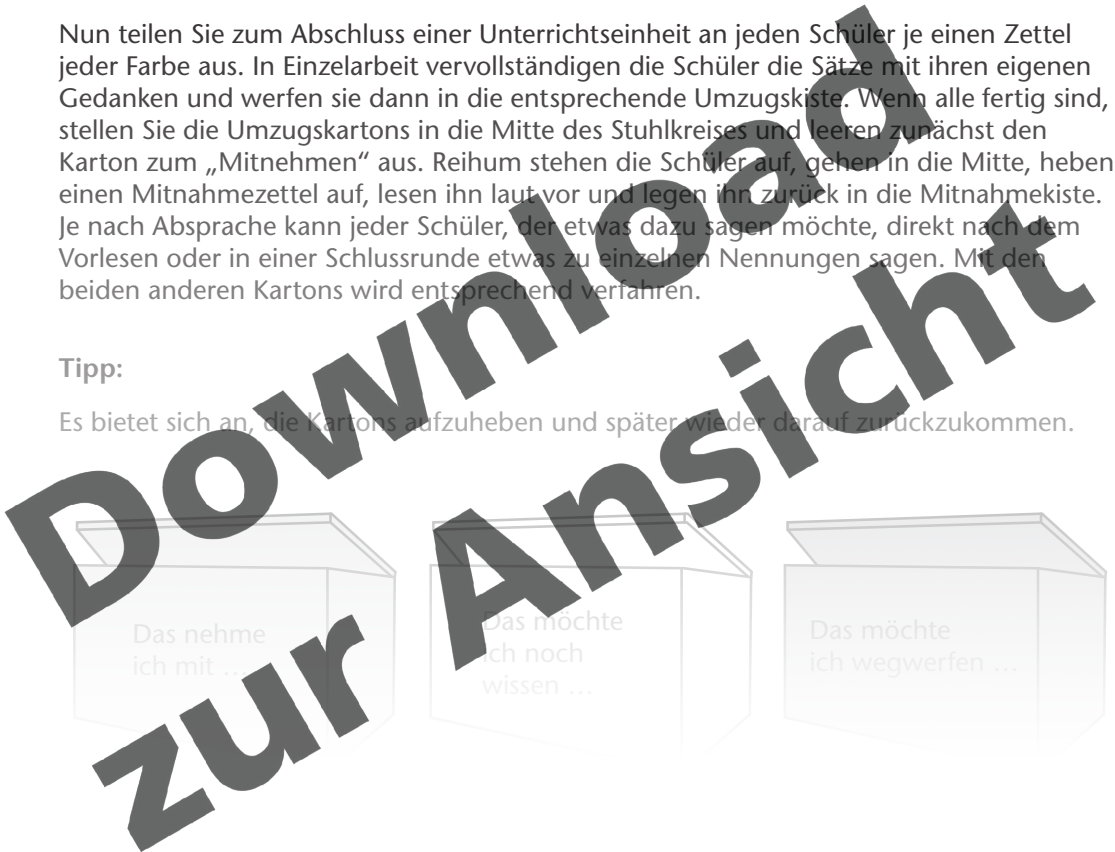 Nun teilen Sie zum Abschluss einer Unterrichtseinheit an jeden Schüler je einen Zettel
jeder Farbe aus. In Einzelarbeit vervollständigen die Schüler die Sätze mit ihren eigenen
Gedanken und werfen sie dann in die entsprechende Umzugskiste. Wenn alle fertig sind,
stellen Sie die Umzugskartons in die Mitte des Stuhlkreises und leeren zunächst den
Karton zum „Mitnehmen“ aus. Reihum stehen die Schüler auf, gehen in die Mitte, heben
einen Mitnahmezettel auf, lesen ihn laut vor und legen ihn zurück in die Mitnahmekiste.
Je nach Absprache kann jeder Schüler, der etwas dazu sagen möchte, direkt nach dem
Vorlesen oder in einer Schlussrunde etwas zu einzelnen Nennungen sagen. Mit den
beiden anderen Kartons wird entsprechend verfahren.
Tipp:
Es bietet sich an, die Kartons aufzuheben und später wieder darauf zurückzukommen.
Das nehme
ich mit …
Das möchte
ich noch
wissen …
Das möchte
ich wegwerfen …
Download
zur Ansicht